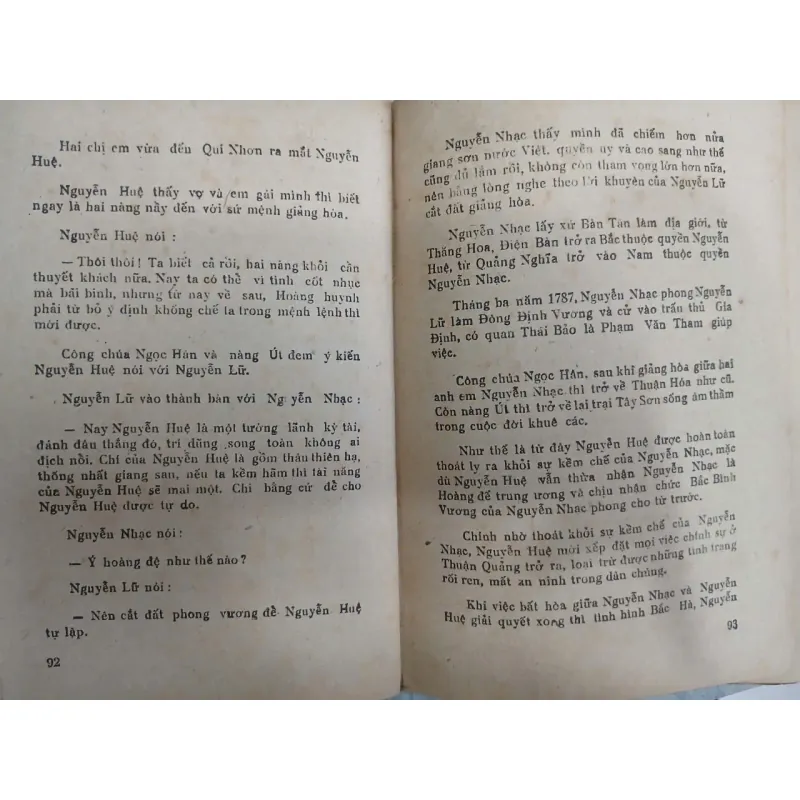 Hai chị em vừa đến Qui Nhơn ra mắt Nguyễn
Huệ.
Nguyễn Huệ thấy vợ và em gái mình thì biết
ngay là hai nàng nầy đến với sứ mệnh giảng hòa.
Nguyễn Huệ nói :
— Thôi thôi ! Ta biết cả rồi, hai nàng khỏi cần
thuyết khách nữa. Nay ta có thể vì tình cốt nhục
mà bãi binh, nhưng từ nay về sau, Hoàng huynh
phải từ bỏ ý định khống chế ta trong mệnh lệnh thì
mới được.
Công chúa Ngọc Hân và nàng Út đem ý kiến
Nguyễn Huệ nói với Nguyễn Lữ.
Nguyễn Lữ vào thành bàn với Ng yễn Nhạc :
— Nay Nguyễn Huệ là một tướng lãnh kỳ tài,
đánh đâu thắng đó, trí dũng song toàn không ai
địch nổi. Chí của Nguyễn Huệ là gồm thâu thiên hạ,
thống nhất giang san, nếu ta kềm hãm thì tài năng
của Nguyễn Huệ sẽ mai một. Chi bằng cứ để cho
Nguyễn Huệ được tự do.
Nguyễn Nhạc nói :
— Ý hoàng đệ như thế nào ?
Nguyễn Lữ nói :
— Nên cắt đất phong vương để Nguyễn Huệ
tự lập.
92
Nguyễn Nhạc thấy mình đã chiếm hơn nửa
giang sơn nước Việt. quyền uy và cao sang như thế
cũng đủ lắm rồi, không còn tham vọng lớn hơn nữa,
nên bằng lòng nghe theo lời khuyên của Nguyễn Lữ
cắt đất giảng hòa.
Nguyễn Nhạc lấy xứ Bàn Tân làm địa giới, từ
Thăng Hoa, Điện Bàn trở ra Bắc thuộc quyền Nguyễn
Huệ, từ Quảng Nghĩa trở vào Nam thuộc quyền
Nguyễn Nhạc.
Tháng ba năm 1787, Nguyễn Nhạc phong Nguyễn
Lữ làm Đông Định Vương và cử vào trấn thủ Gia
Định, có quan Thái Bảo là Phạm Văn Tham giúp
việc.
Công chúa Ngọc Hân, sau khi giảng hòa giữa hai
anh em Nguyễn Nhạc thì trở về Thuận Hóa như cũ.
Còn nàng Út thì trở về lại trại Tây Sơn sống âm thầm
trong cuộc đời khuê các.
Như thế là từ đây Nguyễn Huệ được hoàn toàn
thoát ly ra khỏi sự kềm chế của Nguyễn Nhạc, mặc
dù Nguyễn Huệ vẫn thừa nhận Nguyễn Nhạc là
Hoàng đế trung ương và chịu nhận chức Bắc Bình
Vương của Nguyễn Nhạc phong cho từ trước.
Chính nhờ thoát khỏi sự kềm chế của Nguyễn
Nhạc, Nguyễn Huệ mới xếp đặt mọi việc chính sự ở
Thuận Quảng trở ra, loại trừ được những tình trạng
rối ren, mất an ninh trong dân chúng.
Khi việc bất hòa giữa Nguyễn Nhạc và Nguyễn
Huệ giải quyết xong thì tình hình Bắc Hà, Nguyễn
93